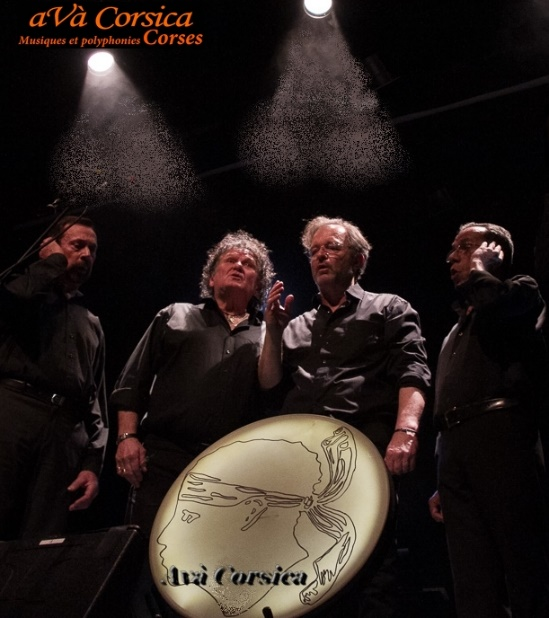 aVà Corsica
Musiques et polyphonies Corses
Avà Corsica